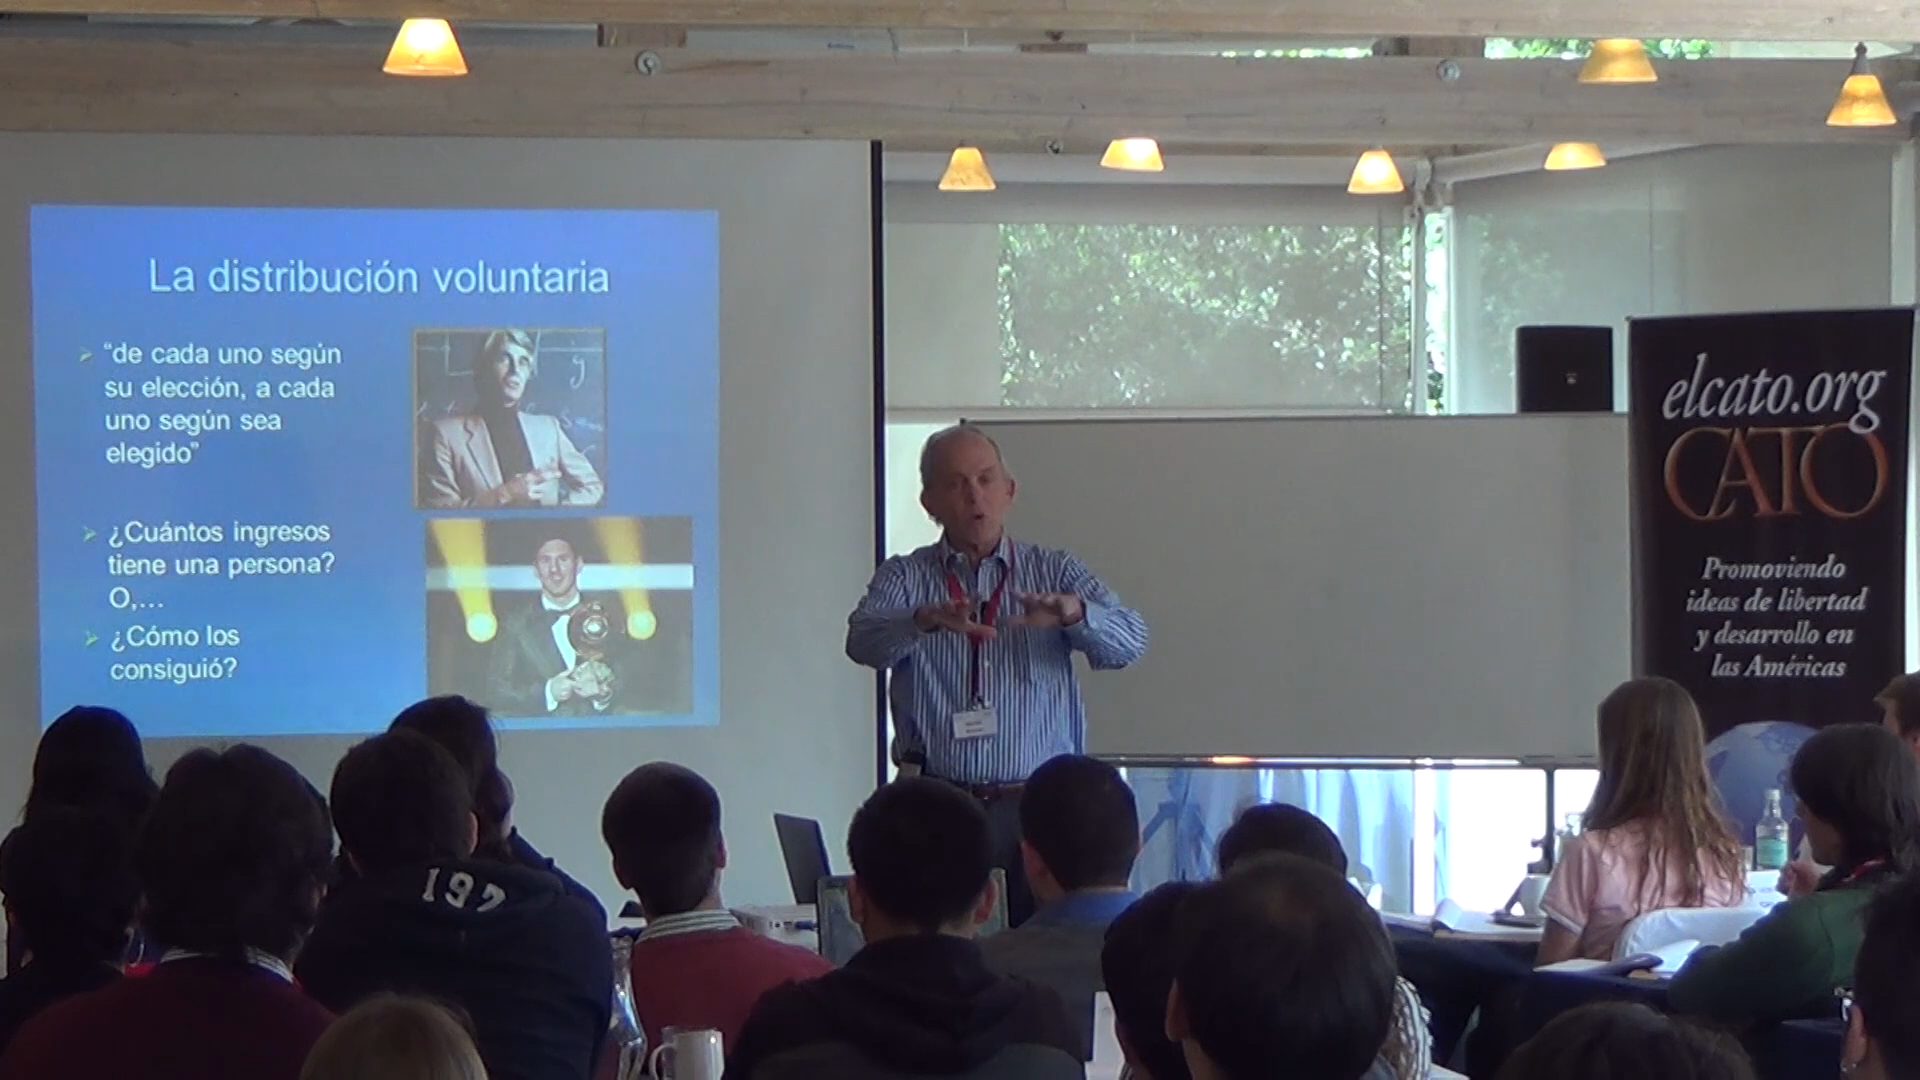 La distribución voluntaria
“de cada uno según
su elección, a cada
uno según sea
elegido”
¿Cuántos ingresos
tiene una persona?
O,…
¿Cómo los
consiguió?
elcato.org
CATO
Promoviendo
ideas de libertad
y desarrollo en
las Américas
197